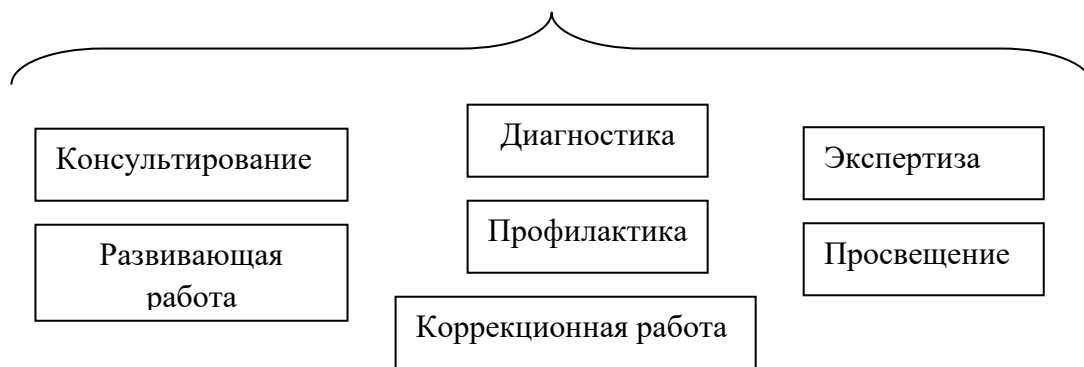 Консультирование
Развивающая
работа
Диагностика
Профилактика
Коррекционная работа
Экспертиза
Просвещение